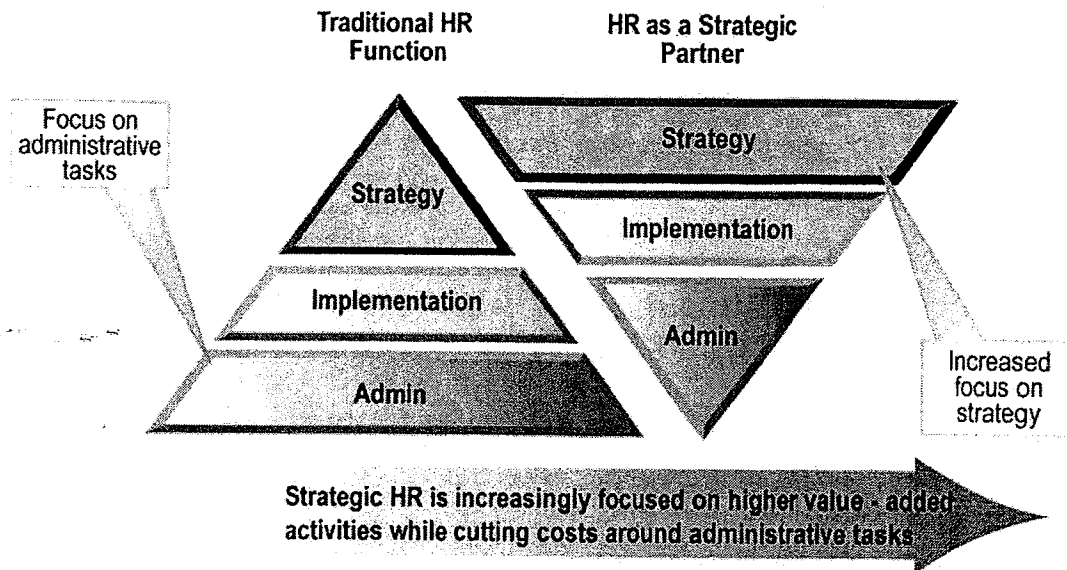 Traditional HR
Function
HR as a Strategic
Partner
Focus on
administrative
tasks
Strategy
Implementation
Admin
Strategy
Implementation
Admin
Increased
focus on
strategy
Strategic HR is increasingly focused on higher value - added
activities while cutting costs around administrative tasks